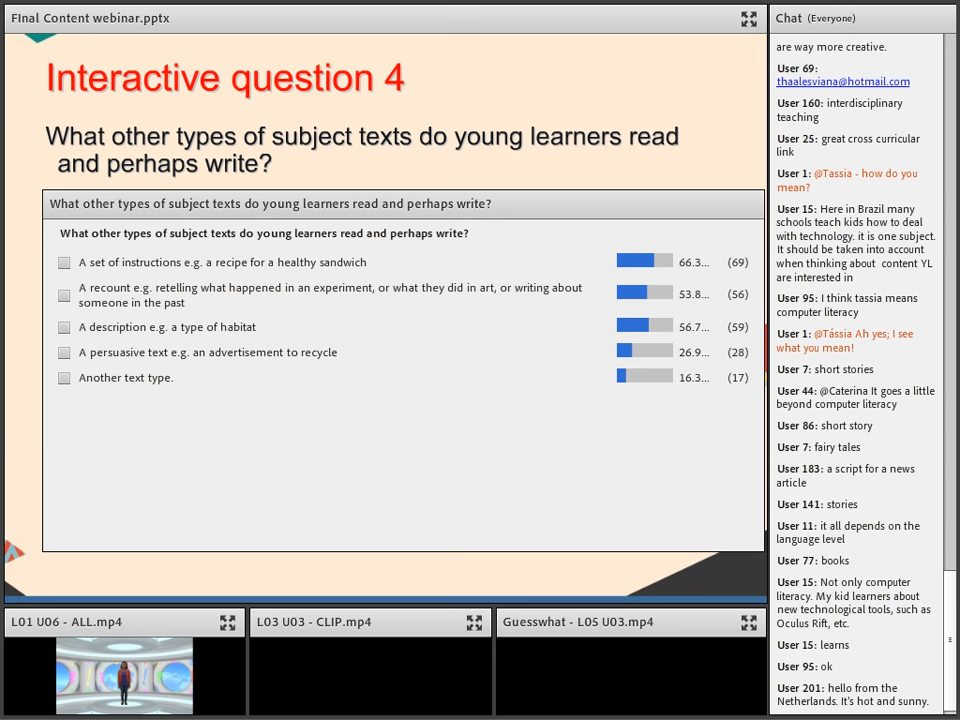 FInal Content webinar.pptx
Interactive question 4
What other types of subject texts do young learners read
and perhaps write?
What other types of subject texts do young learners read and perhaps write?
What other types of subject texts do young learners read and perhaps write?
A set of instructions e.g. a recipe for a healthy sandwich 66.3... (69)
A recount e.g. retelling what happened in an experiment, or what they did in art, or writing about
someone in the past 53.8... (56)
A description e.g. a type of habitat 56.7... (59)
A persuasive text e.g. an advertisement to recycle 26.9... (28)
Another text type. 16.3... (17)
L01 U06 - ALL.mp4
L03 U03 - CLIP.mp4
Guesswhat - L05 U03.mp4
Chat (Everyone)
are way more creative.
User 69:
thaalesviana@hotmail.com
User 160: interdisciplinary
teaching
User 25: great cross curricular
link
User 1: @Tassia - how do you
mean?
User 15: Here in Brazil many
schools teach kids how to deal
with technology. it is one subject.
It should be taken into account
when thinking about content YL
are interested in
User 95: I think tassia means
computer literacy
User 1: @Tássia Ah yes; I see
what you mean!
User 7: short stories
User 44: @Caterina It goes a little
beyond computer literacy
User 86: short story
User 7: fairy tales
User 183: a script for a news
article
User 141: stories
User 11: it all depends on the
language level
User 77: books
User 15: Not only computer
literacy. My kid learners about
new technological tools, such as
Oculus Rift, etc.
User 15: learns
User 95: ok
User 201: hello from the
Netherlands. It's hot and sunny.